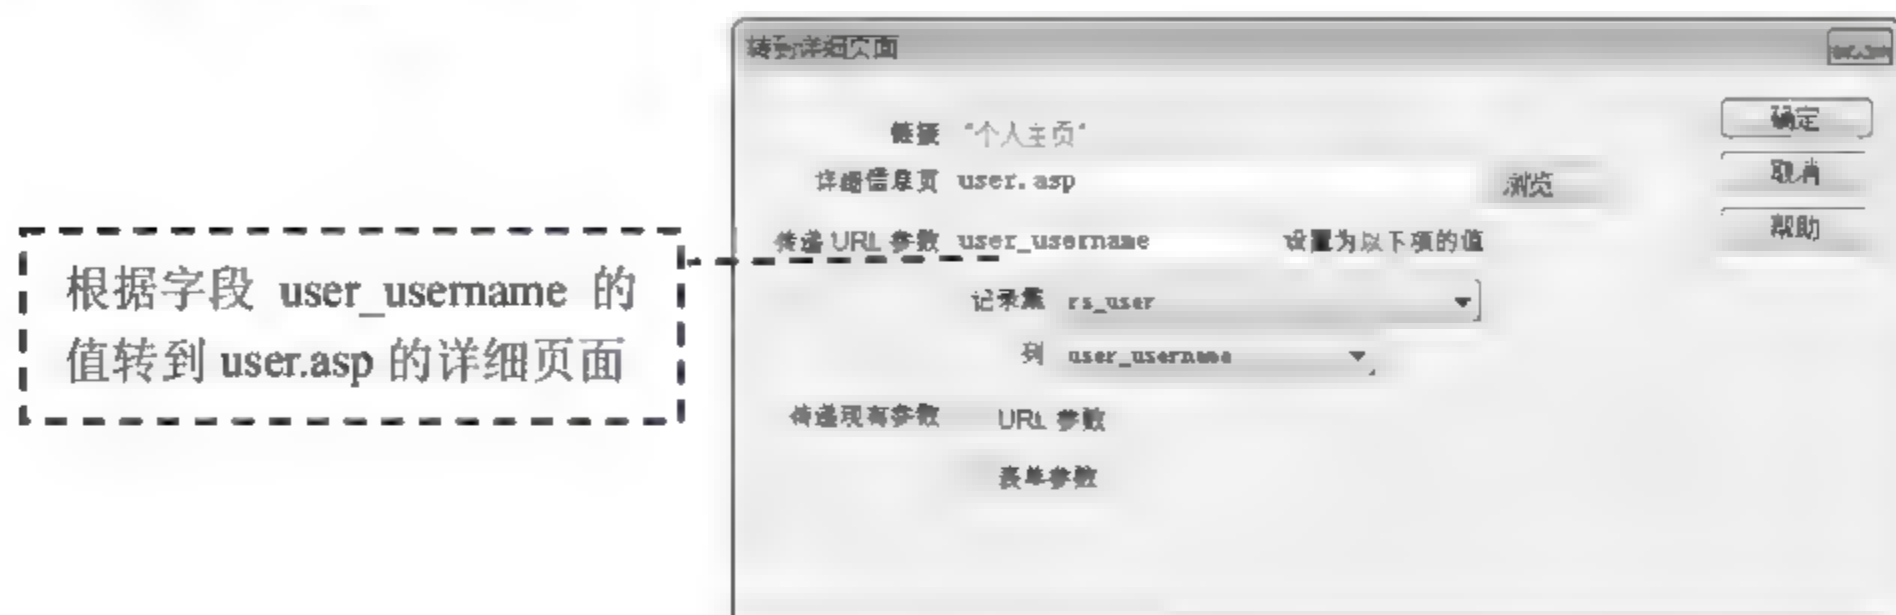 转到详细页面
链接 "个人主页"
确定
详细信息页 user.asp 浏览
取消
传递 URL 参数 user_username 设置为以下项的值
帮助
根据字段 user_username 的
值转到 user.asp 的详细页面
记录集 rs_user
列 user_username
传递现有参数 URL 参数
表单参数